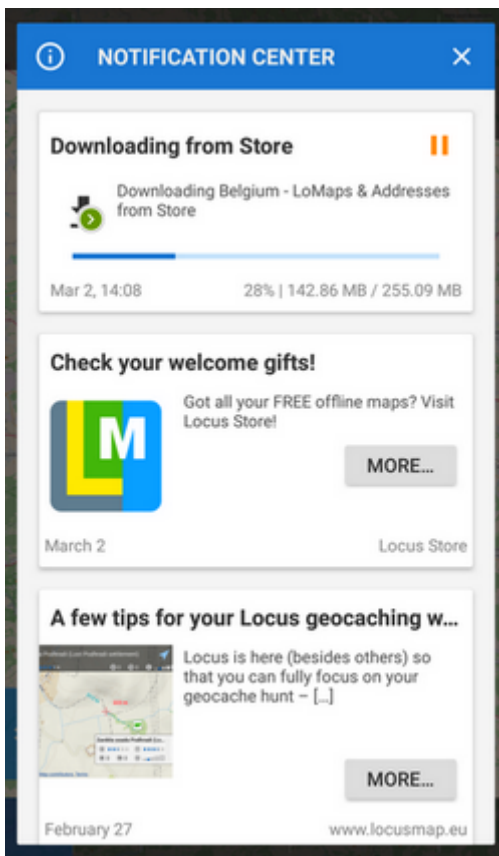 NOTIFICATION CENTER
Downloading from Store
Downloading Belgium - LoMaps & Addresses
from Store
Mar 2, 14:08 28% | 142.86 MB / 255.09 MB
Check your welcome gifts!
M
Got all your FREE offline maps? Visit
Locus Store!
MORE...
March 2 Locus Store
A few tips for your Locus geocaching w...
Locus is here (besides others) so
that you can fully focus on your
geocache hunt – [...]
MORE...
February 27 www.locusmap.eu